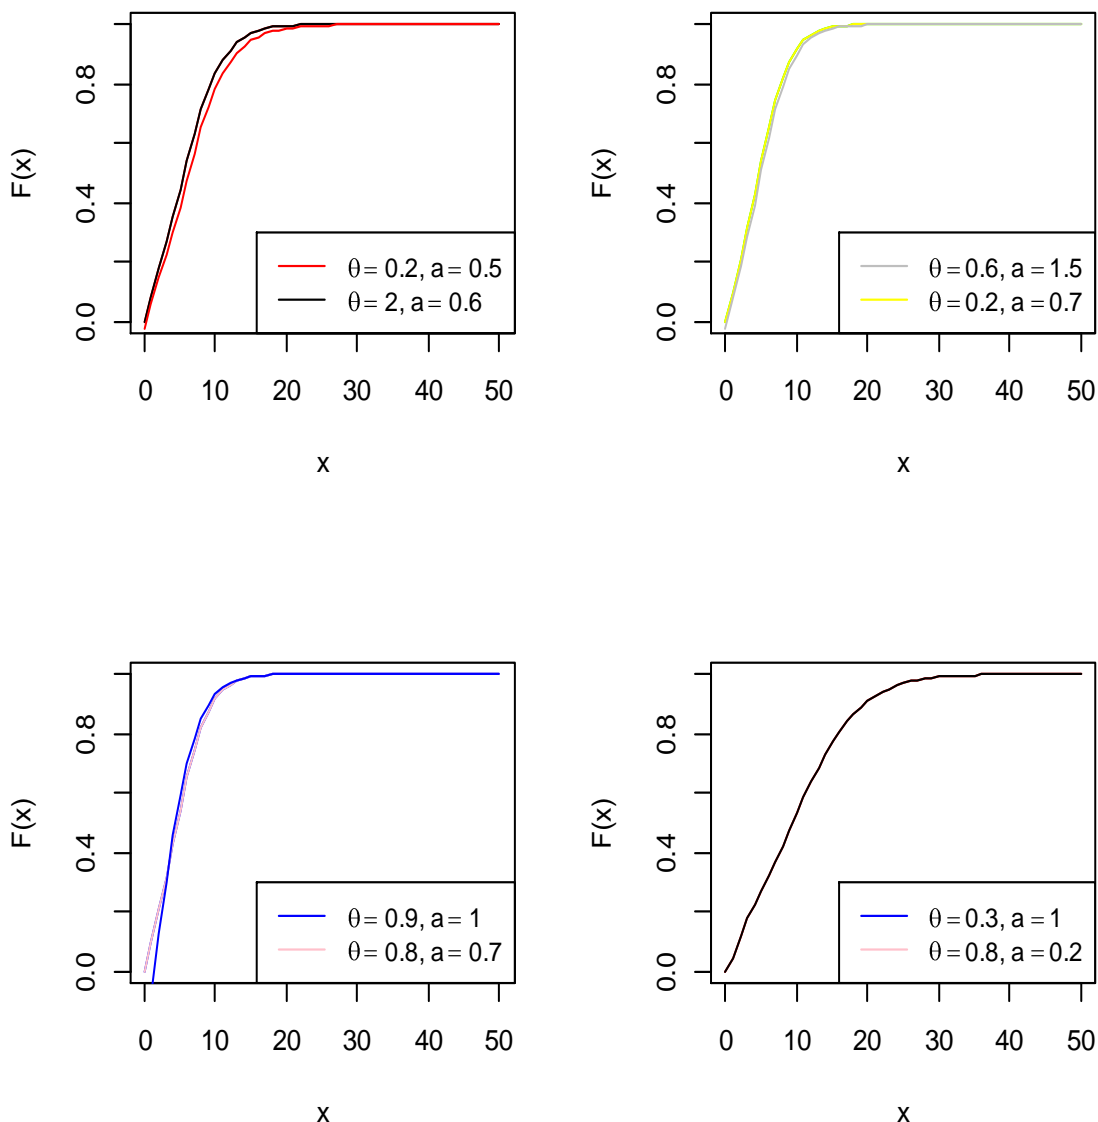 F(x)
0.8
0.4
0.0
θ = 0.2, a = 0.5
θ = 2, a = 0.6
0 10 20 30 40 50
x
F(x)
0.8
0.4
0.0
θ = 0.6, a = 1.5
θ = 0.2, a = 0.7
0 10 20 30 40 50
x
F(x)
0.8
0.4
0.0
θ = 0.9, a = 1
θ = 0.8, a = 0.7
0 10 20 30 40 50
x
F(x)
0.8
0.4
0.0
θ = 0.3, a = 1
θ = 0.8, a = 0.2
0 10 20 30 40 50
x